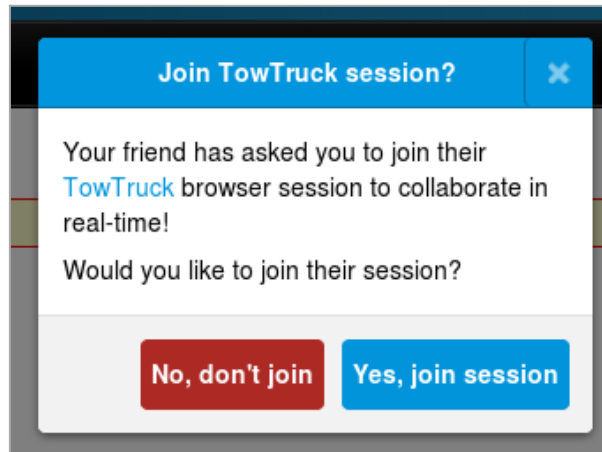 Join TowTruck session?
Your friend has asked you to join their
TowTruck browser session to collaborate in
real-time!
Would you like to join their session?
No, don't join
Yes, join session